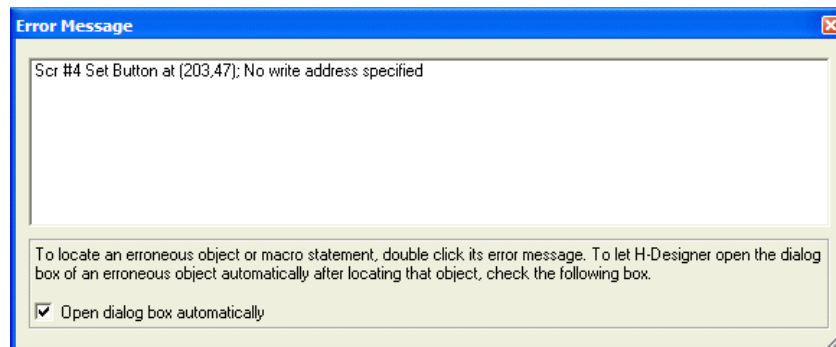 Error Message
Scr #4 Set Button at (203,47); No write address specified
To locate an erroneous object or macro statement, double click its error message. To let H-Designer open the dialog
box of an erroneous object automatically after locating that object, check the following box.
Open dialog box automatically